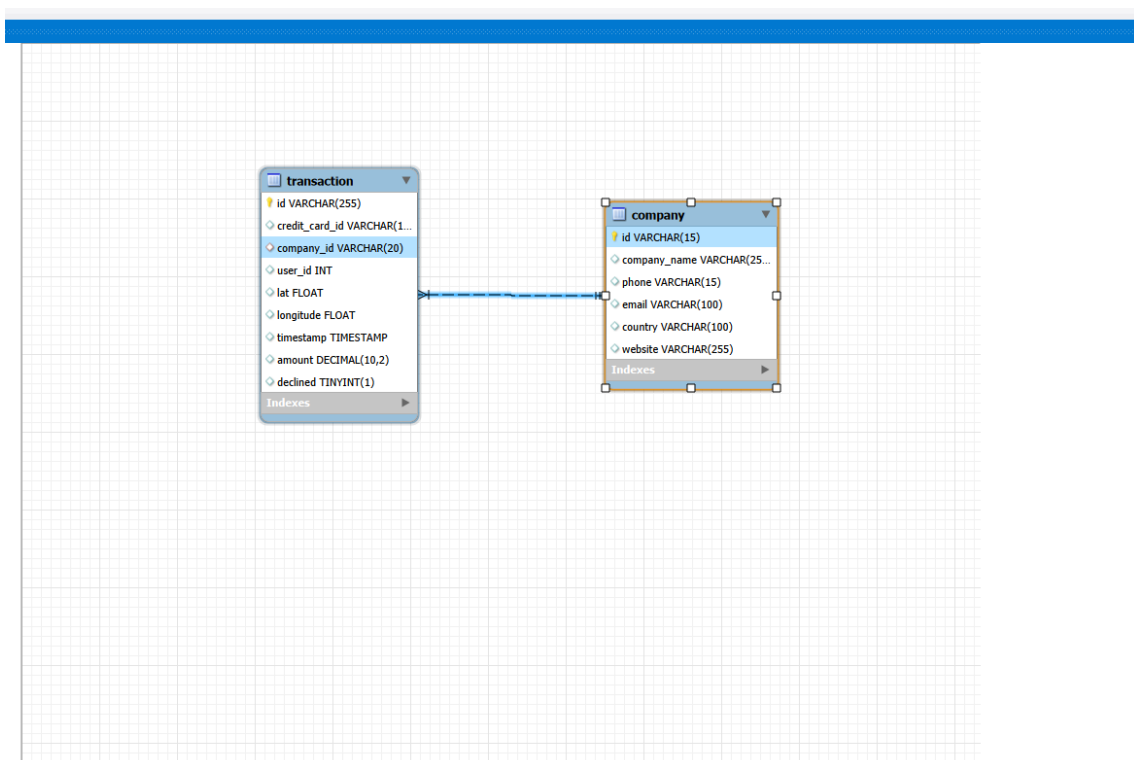 transaction
id VARCHAR(255)
credit_card_id VARCHAR(1...
company_id VARCHAR(20)
user_id INT
lat FLOAT
longitude FLOAT
timestamp TIMESTAMP
amount DECIMAL(10,2)
declined TINYINT(1)
Indexes
company
id VARCHAR(15)
company_name VARCHAR(25...
phone VARCHAR(15)
email VARCHAR(100)
country VARCHAR(100)
website VARCHAR(255)
Indexes